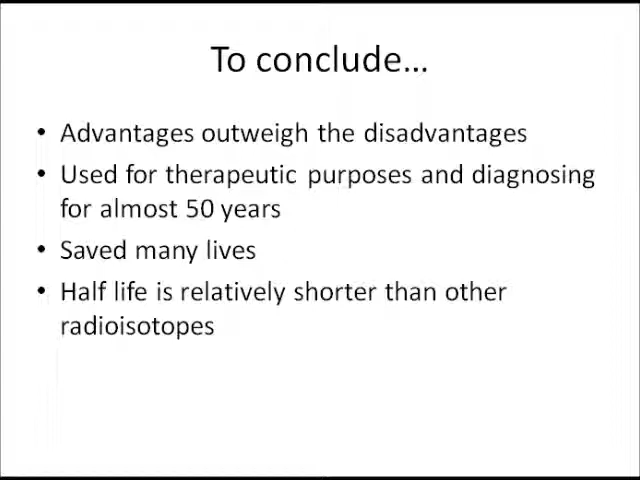 To conclude…
• Advantages outweigh the disadvantages
• Used for therapeutic purposes and diagnosing
for almost 50 years
• Saved many lives
• Half life is relatively shorter than other
radioisotopes